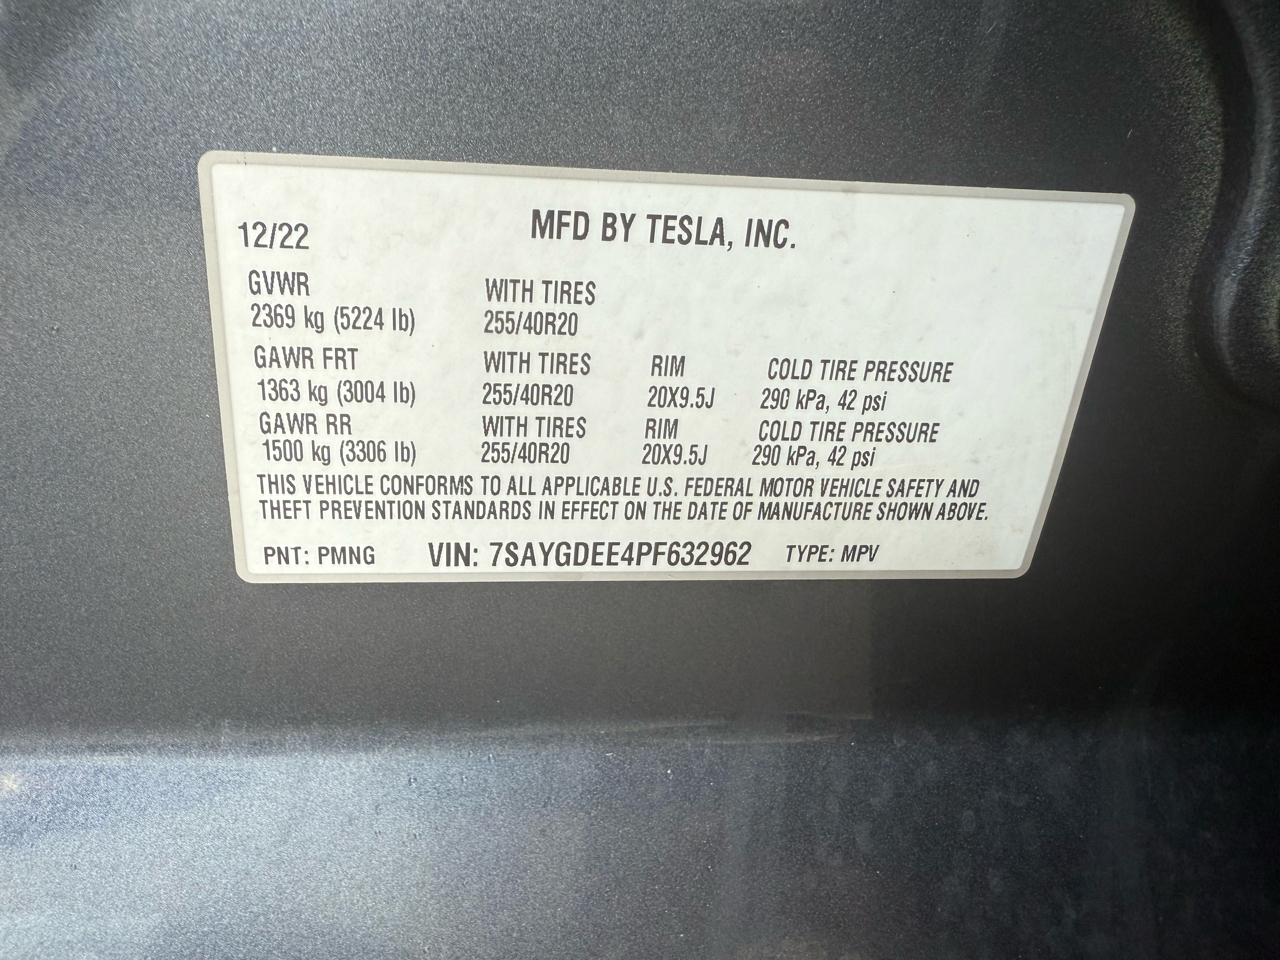 12/22 MFD BY TESLA, INC.
GVWR WITH TIRES
2369 kg (5224 lb) 255/40R20
GAWR FRT WITH TIRES RIM COLD TIRE PRESSURE
1363 kg (3004 lb) 255/40R20 20X9.5J 290 kPa, 42 psi
GAWR RR WITH TIRES RIM COLD TIRE PRESSURE
1500 kg (3306 lb) 255/40R20 20X9.5J 290 kPa, 42 psi
THIS VEHICLE CONFORMS TO ALL APPLICABLE U.S. FEDERAL MOTOR VEHICLE SAFETY AND
THEFT PREVENTION STANDARDS IN EFFECT ON THE DATE OF MANUFACTURE SHOWN ABOVE.
PNT: PMNG VIN: 7SAYGDEE4PF632962 TYPE: MPV